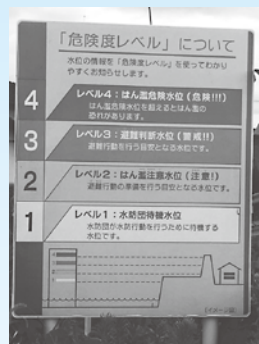 「危険度レベル」について
水位の情報を「危険度レベル」を使ってわかり
やすくお知らせします。
4
レベル4：はん濫危険水位(危険!!!)
はん濫危険水位を超えるとはん濫の
恐れがあります。
3
レベル3：避難判断水位(警戒!!)
避難行動を行う目安となる水位です。
2
レベル2：はん濫注意水位(注意!)
避難行動の準備を行う目安となる水位です。
1
レベル1：水防団待機水位
水防団が水防行動を行うために待機する
水位です。